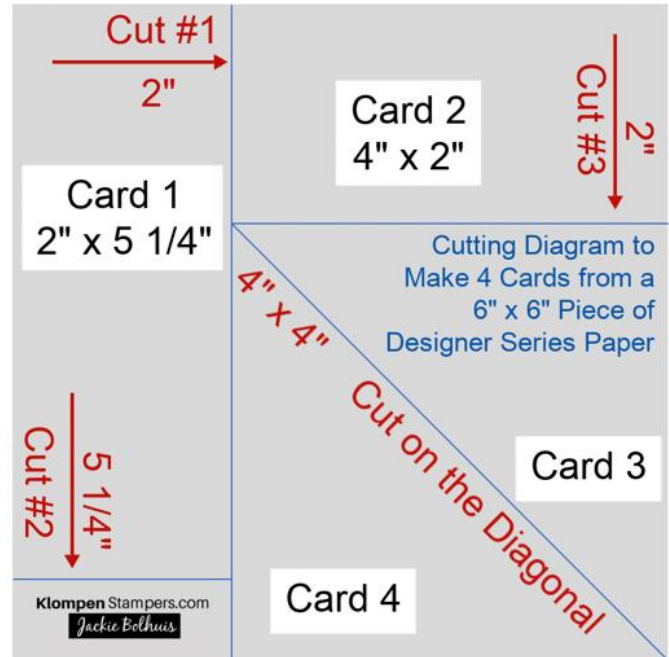 Cut #1
2"
Card 1
2" x 5 1/4"
Cut #2
5 1/4"
Klompen Stampers.com
Jackie Bolhuis
Card 2
4" x 2"
2"
Cut #3
Cutting Diagram to
Make 4 Cards from a
6" x 6" Piece of
Designer Series Paper
4" x 4" Cut on the Diagonal
Card 3
Card 4